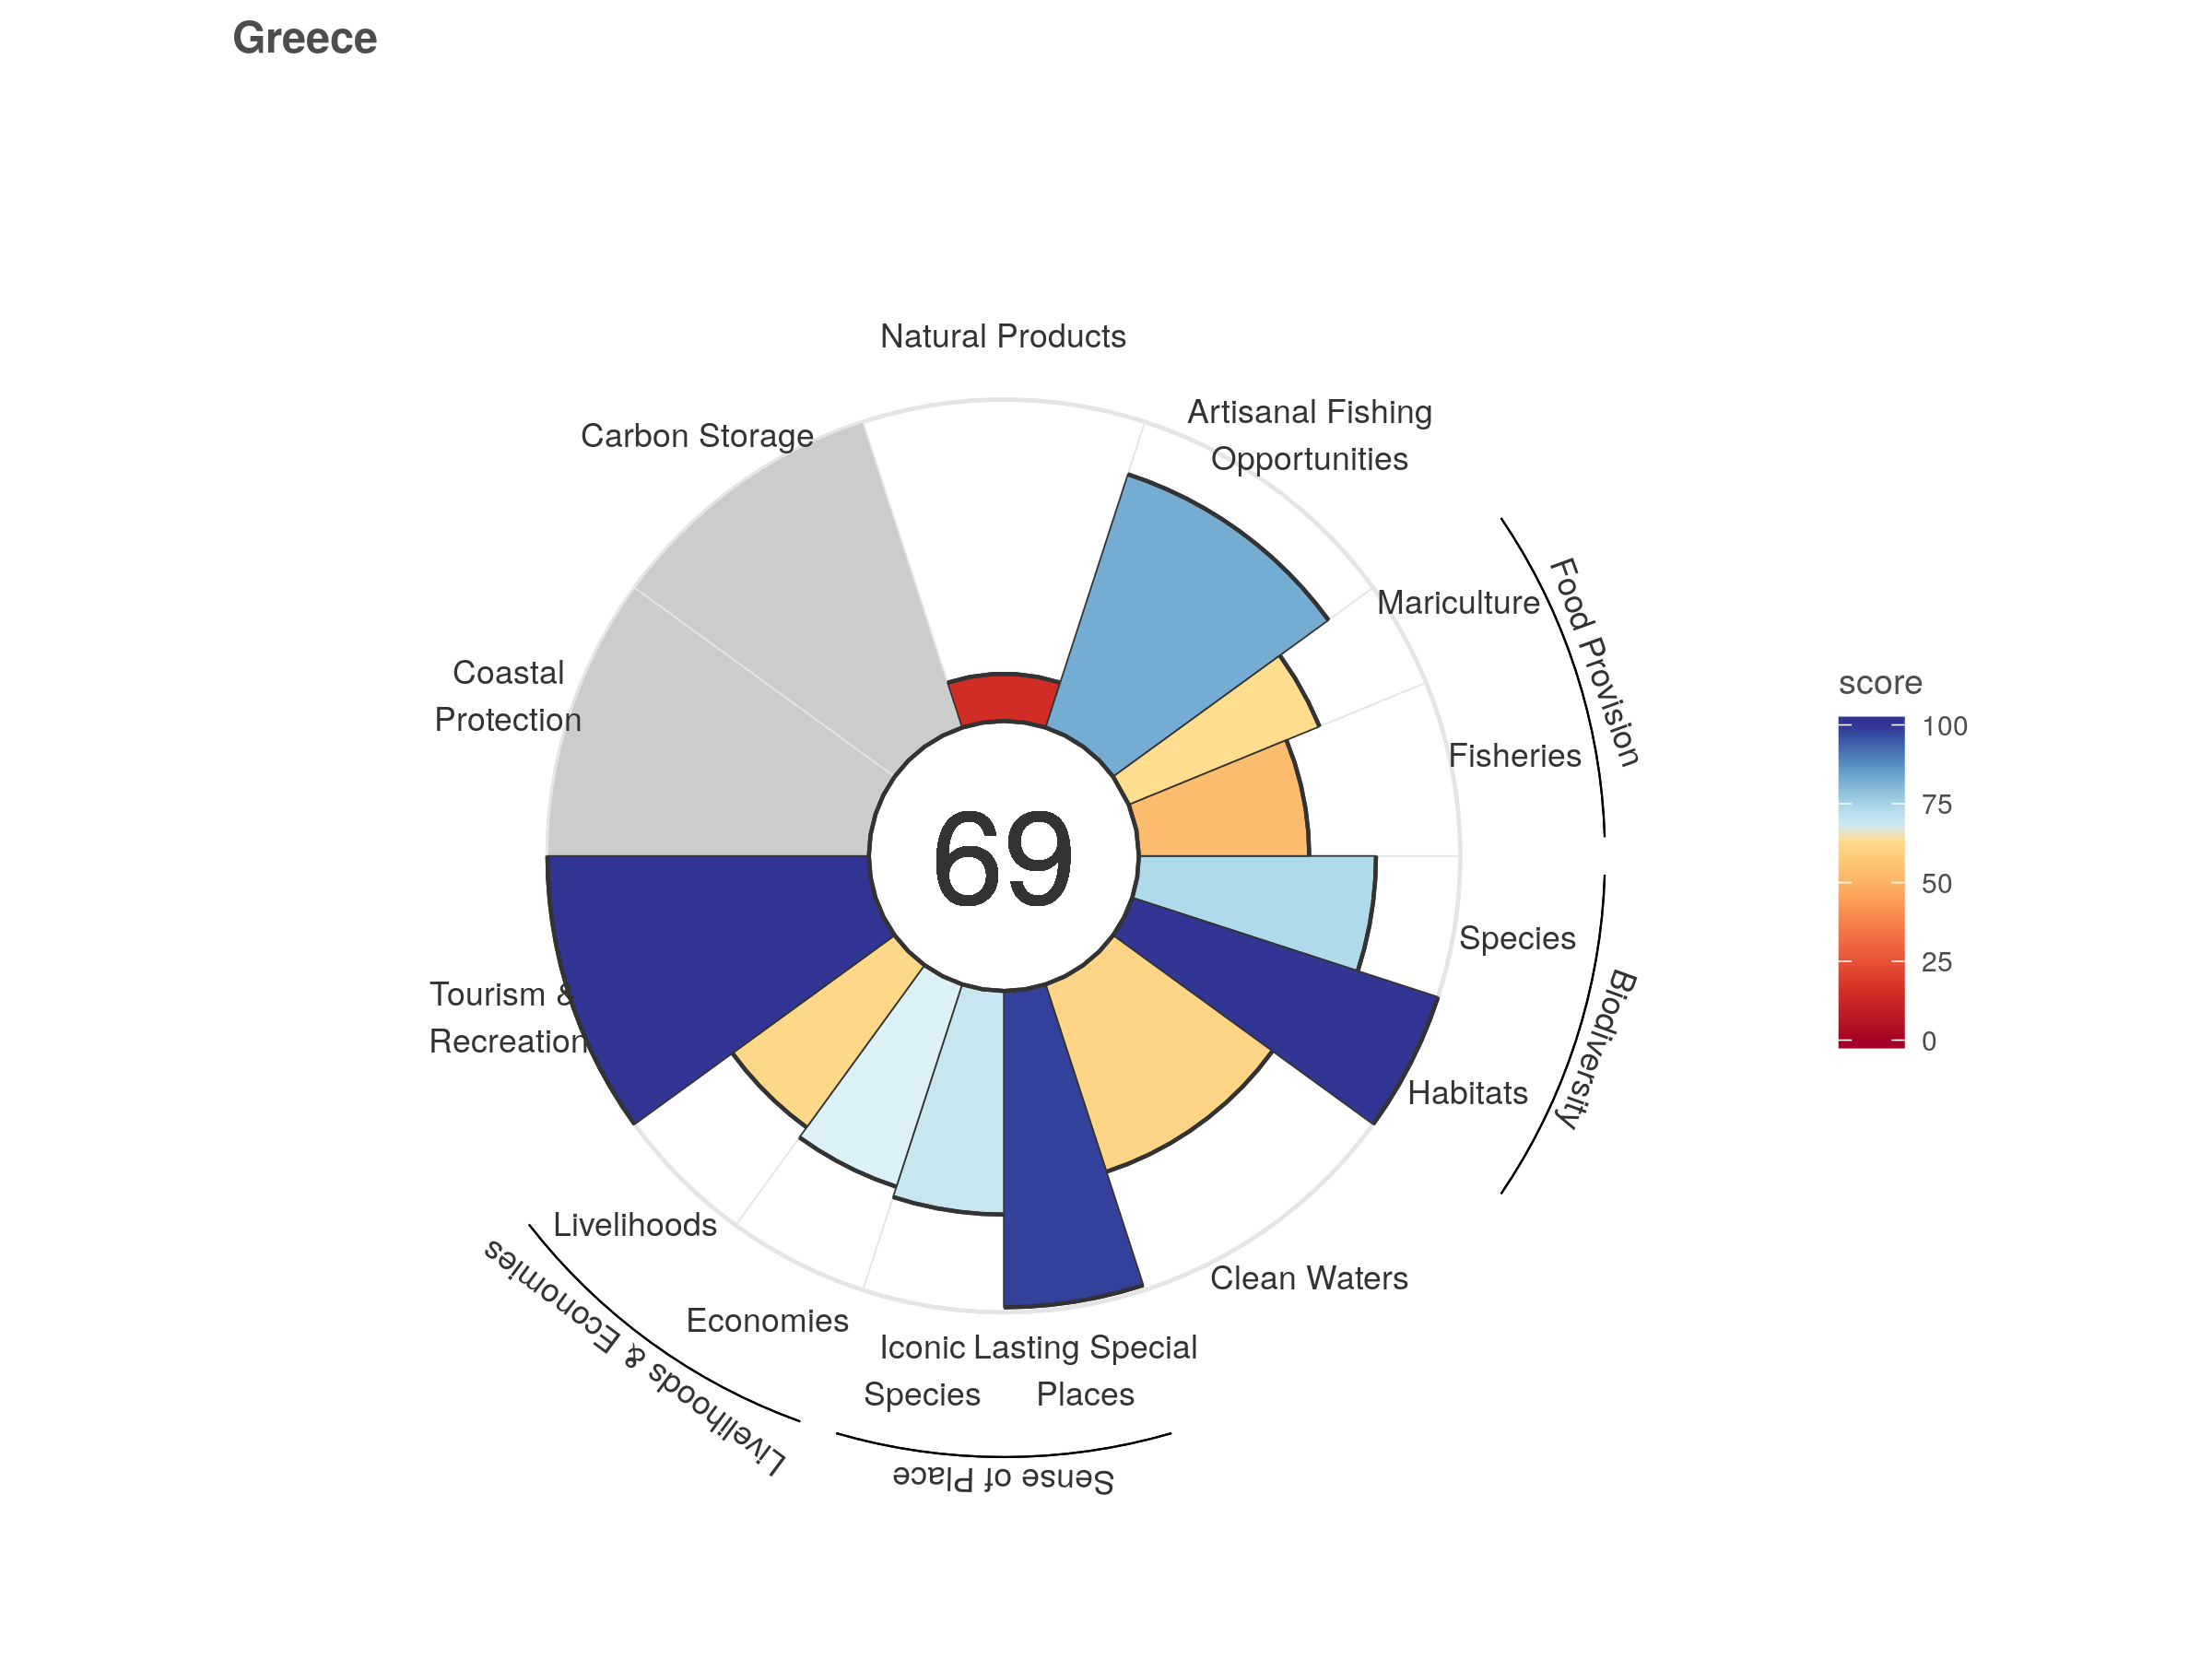 Greece
Natural Products
Artisanal Fishing
Opportunities
Carbon Storage
Mariculture
Food Provision
Coastal
Protection
Fisheries
score
100
75
50
25
0
69
Species
Biodiversity
Tourism &
Recreation
Habitats
Livelihoods
Clean Waters
Livelihoods & Economies
Economies
Iconic
Species
Lasting Special
Places
Sense of Place